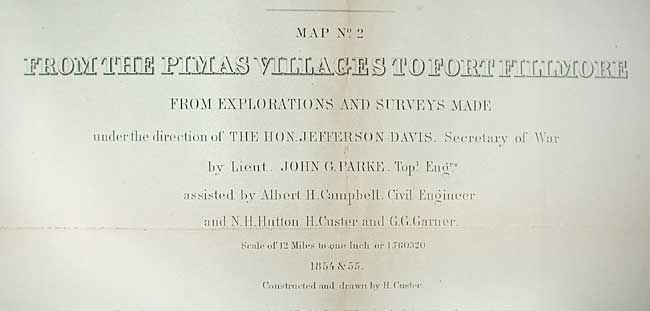 MAP Nº 2
FROM THE PIMAS VILLAGES TO FORT FILLMORE
FROM EXPLORATIONS AND SURVEYS MADE
under the direction of THE HON. JEFFERSON DAVIS. Secretary of War
by Lieut. JOHN G. PARKE. Topl Engrs
assisted by Albert H. Campbell. Civil Engineer
and N.H. Hutton H. Custer and G.G. Garner.
Scale of 12 Miles to one Inch or 1.760320
1854 & 55.
Constructed and drawn by H. Custer